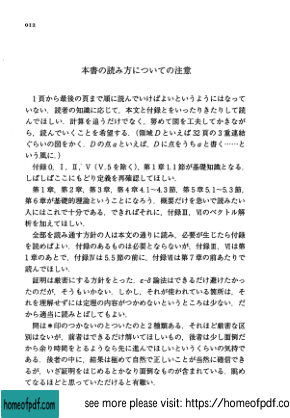 012
本書の読み方についての注意
1頁から最後の頁まで順に読んでいけばよいというようにはなって
いない．読者の知識に応じて，本文と付録とをいったりきたりして読
んでほしい．計算を追うだけでなく，努めて図を工夫してかきなが
ら，読んでいくことを希望する．(領域Dといえば32頁の3重連結
ぐらいの図をかく，Dの点aといえば，Dにうち点aを書く……と
いう風に．)
付録0，I，II，V (V.5を除く)，第1章1.1節が基礎知識となる．
しばしばここにもどり定義を再確認してほしい．
第1章，第2章，第3章，第4章4.1~4.3節，第5章5.1~5.3節，
第6章が基礎的理論ということになろう．概要だけを急いで読みたい
人にはこれで十分である．できればそれに，付録III，VIのベクトル解
析を加えてほしい．
全部を読み通す方針の人は本文の通りに読み，必要が生じたら付録
を読めばよい．付録のあるものは必要とならないが，付録III，VIは第1
章のあとで，付録IVは5.5節の前に，付録VIIは第7章の前あたりで
読んでほしい．
証明は厳密にする方針をとった．ε-δ論法はできるだけ避けたかっ
たのだが，そうもいかない．しかし，それが使われている箇所は，そ
れを理解せずには定理の内容がつかめないというところは少ない．だ
から適当に読みとばしてもよい．
問は*印のつかないのとついたのと2種類ある．それほど厳密な区
別はないが，前者はできるだけ解いてほしいもの，後者は少し面倒だ
から余り時間をとるようなら先に進んでほしいというくらいの気持で
ある．後者の中に，結果は極めて自然で正しいことが当然に確信でき
るが，いざ証明をはじめるとかなり面倒なものが含まれている．眺め
てなるほどと思っていただけると有難い．
homeofpdf.com
see more please visit: https://homeofpdf.com